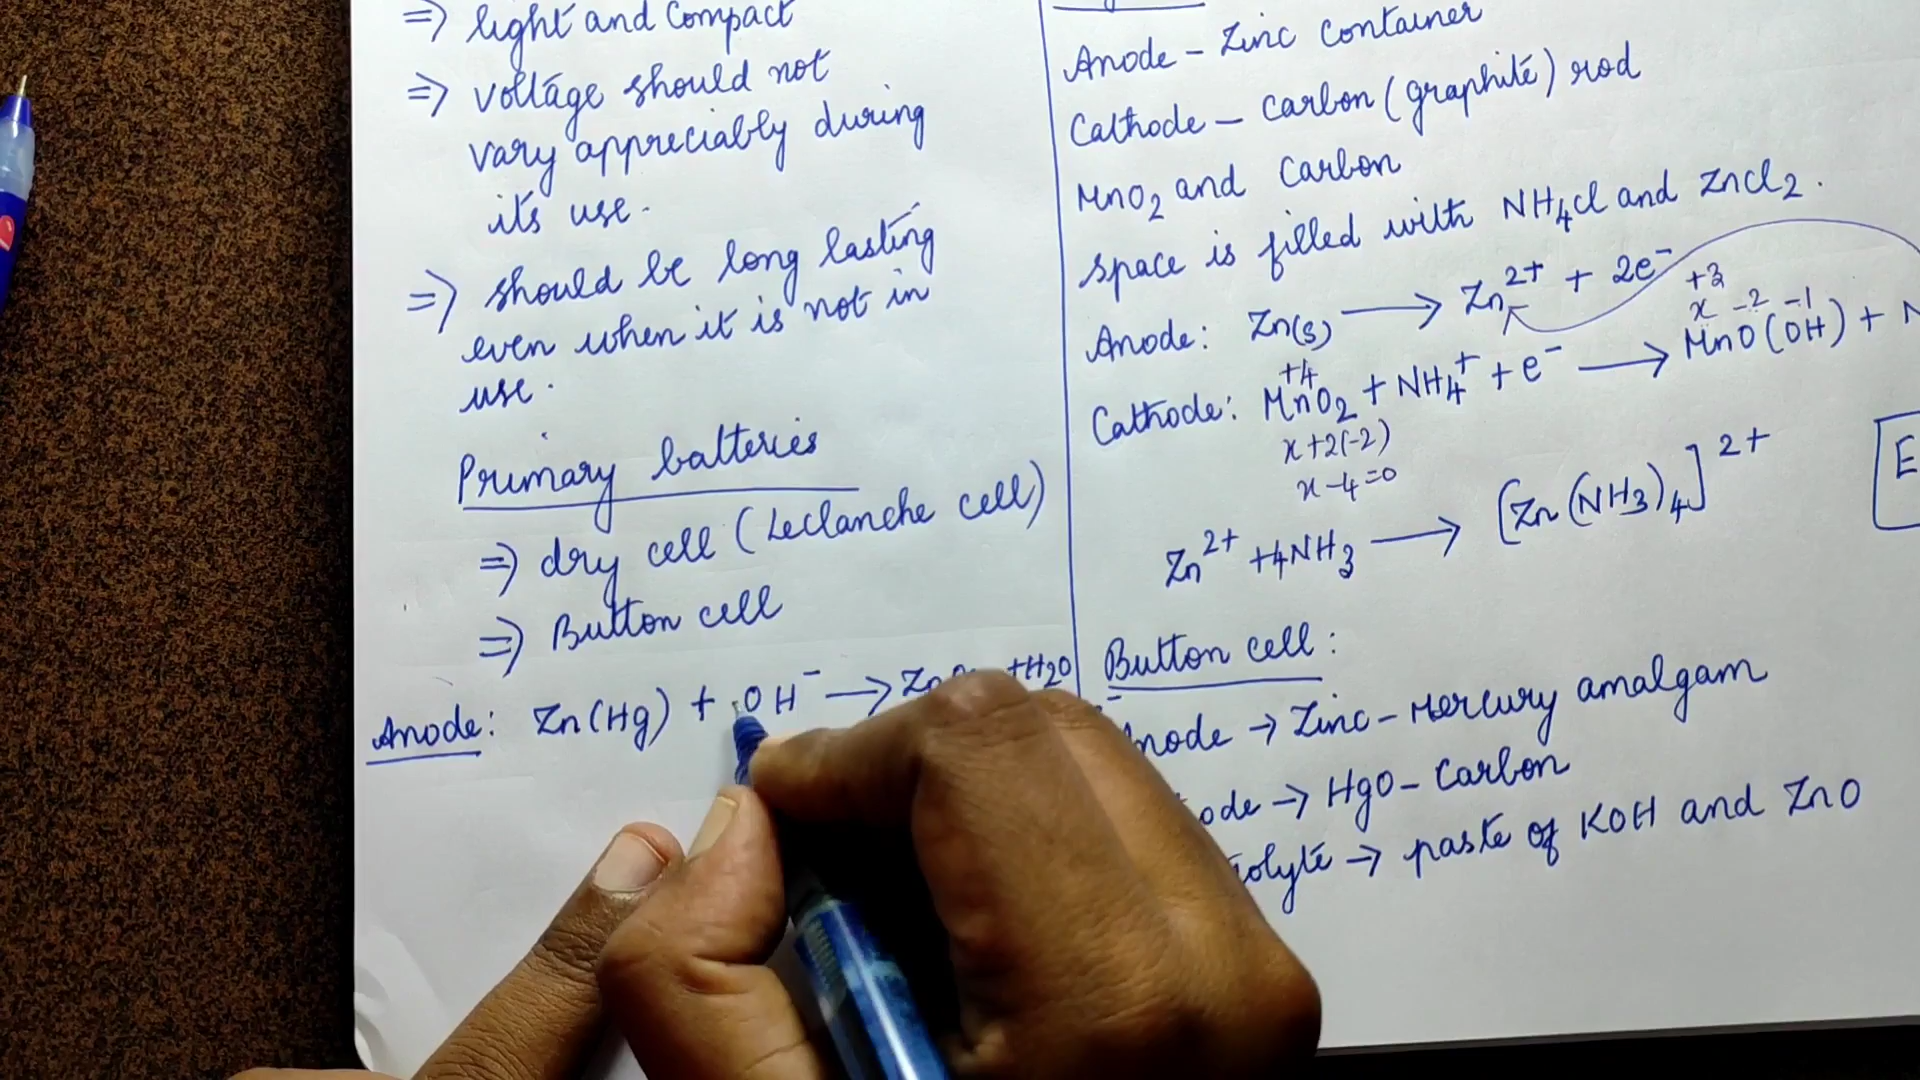 => light and Compact
=> voltage should not
vary appreciably during
it's use.
=> should be long lasting
even when it is not in
use.
Primary batteries
=> dry cell (Leclanche cell)
=> Button cell
Anode: Zn(Hg) + OH⁻ → +H2O
Anode - Zinc container
Cathode - Carbon (graphite) rod
MnO2 and Carbon
space is filled with NH4Cl and ZnCl2.
Anode: Zn(s) → Zn²⁺ + 2e⁻
+3
x -2 -1
+4
Cathode: MnO2 + NH4⁺ + e⁻ → MnO(OH) + N
x+2(-2)
x-4=0
Zn²⁺ +4NH3 → [Zn(NH3)4]²⁺
E
Button cell:
node → Zinc-Mercury amalgam
ode → HgO - Carbon
olyte → paste of KOH and ZnO